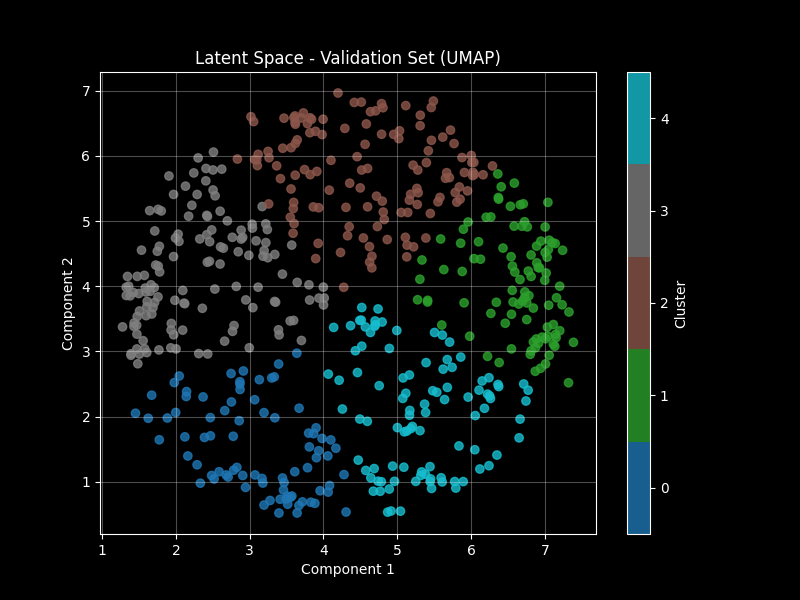 Latent Space - Validation Set (UMAP)
7
6
5
4
3
2
1
Component 2
1 2 3 4 5 6 7
Component 1
4
3
2
1
0
Cluster